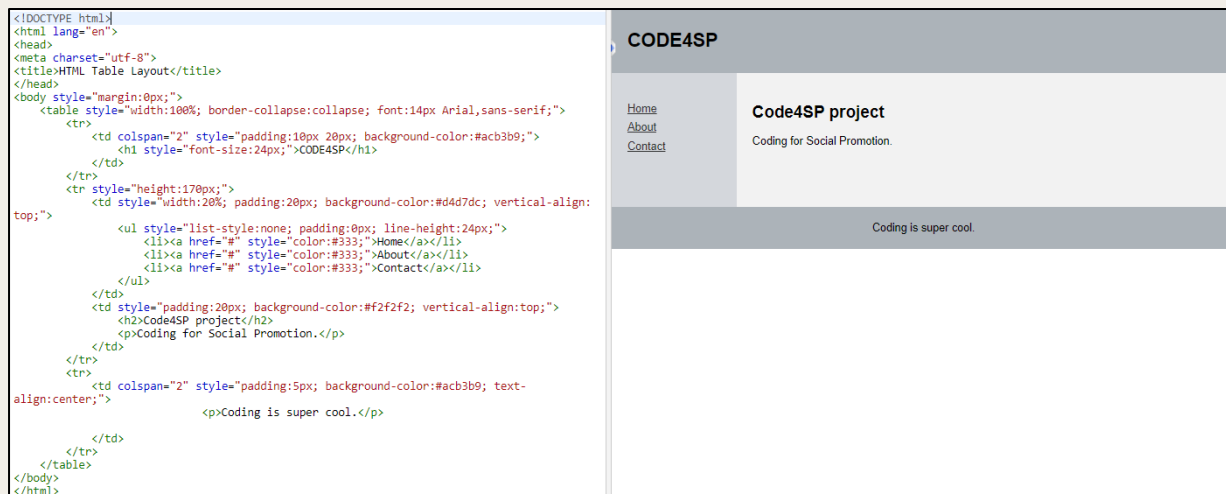 <!DOCTYPE html>
<html lang="en">
<head>
<meta charset="utf-8">
<title>HTML Table Layout</title>
</head>
<body style="margin:0px;">
    <table style="width:100%; border-collapse:collapse; font:14px Arial,sans-serif;">
        <tr>
            <td colspan="2" style="padding:10px 20px; background-color:#acb3b9;">
                <h1 style="font-size:24px;">CODE4SP</h1>
            </td>
        </tr>
        <tr style="height:170px;">
            <td style="width:20%; padding:20px; background-color:#d4d7dc; vertical-align:
top;">
                <ul style="list-style:none; padding:0px; line-height:24px;">
                    <li><a href="#" style="color:#333;">Home</a></li>
                    <li><a href="#" style="color:#333;">About</a></li>
                    <li><a href="#" style="color:#333;">Contact</a></li>
                </ul>
            </td>
            <td style="padding:20px; background-color:#f2f2f2; vertical-align:top;">
                <h2>Code4SP project</h2>
                <p>Coding for Social Promotion.</p>
            </td>
        </tr>
        <tr>
            <td colspan="2" style="padding:5px; background-color:#acb3b9; text-
align:center;">
                <p>Coding is super cool.</p>
            </td>
        </tr>
    </table>
</body>
</html>
CODE4SP
Home
About
Contact
Code4SP project
Coding for Social Promotion.
Coding is super cool.